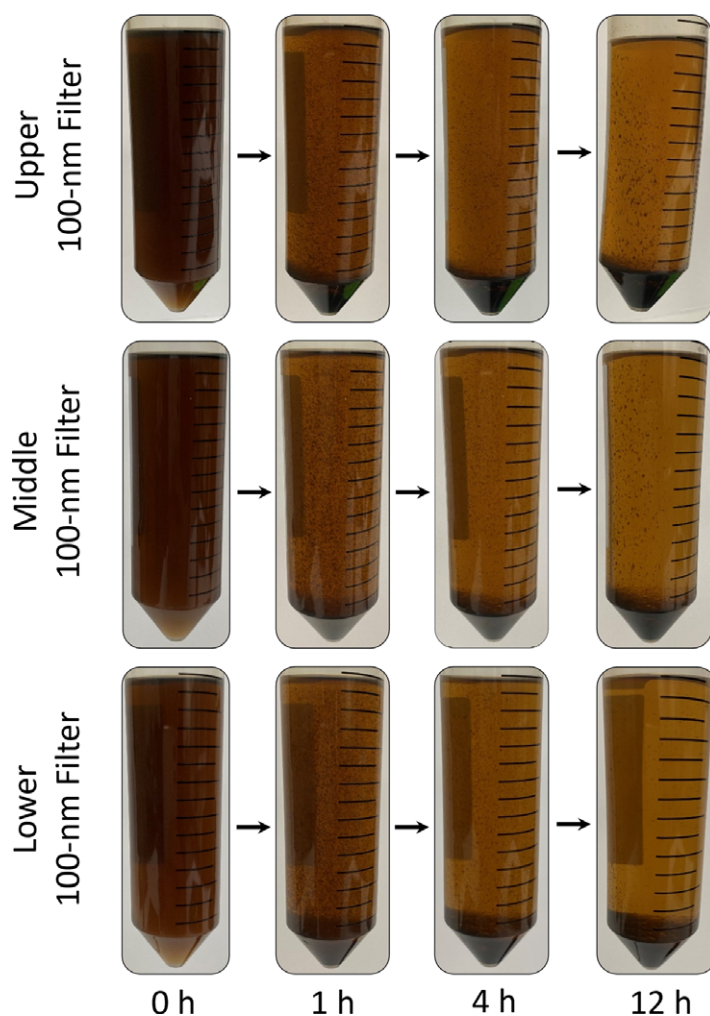 Upper
100-nm Filter
Middle
100-nm Filter
Lower
100-nm Filter
0 h
1 h
4 h
12 h